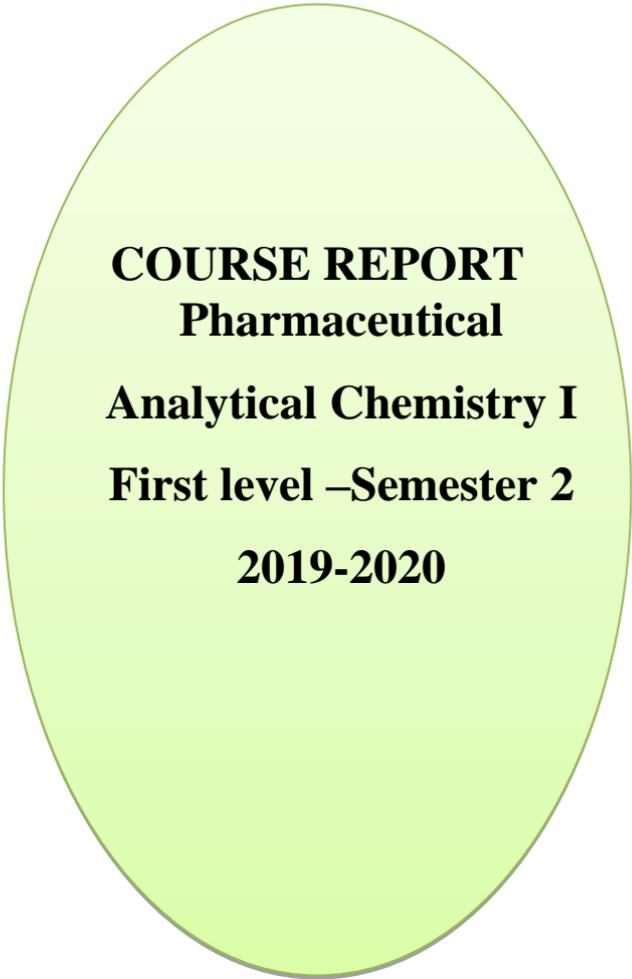 COURSE REPORT
Pharmaceutical
Analytical Chemistry I
First level –Semester 2
2019-2020